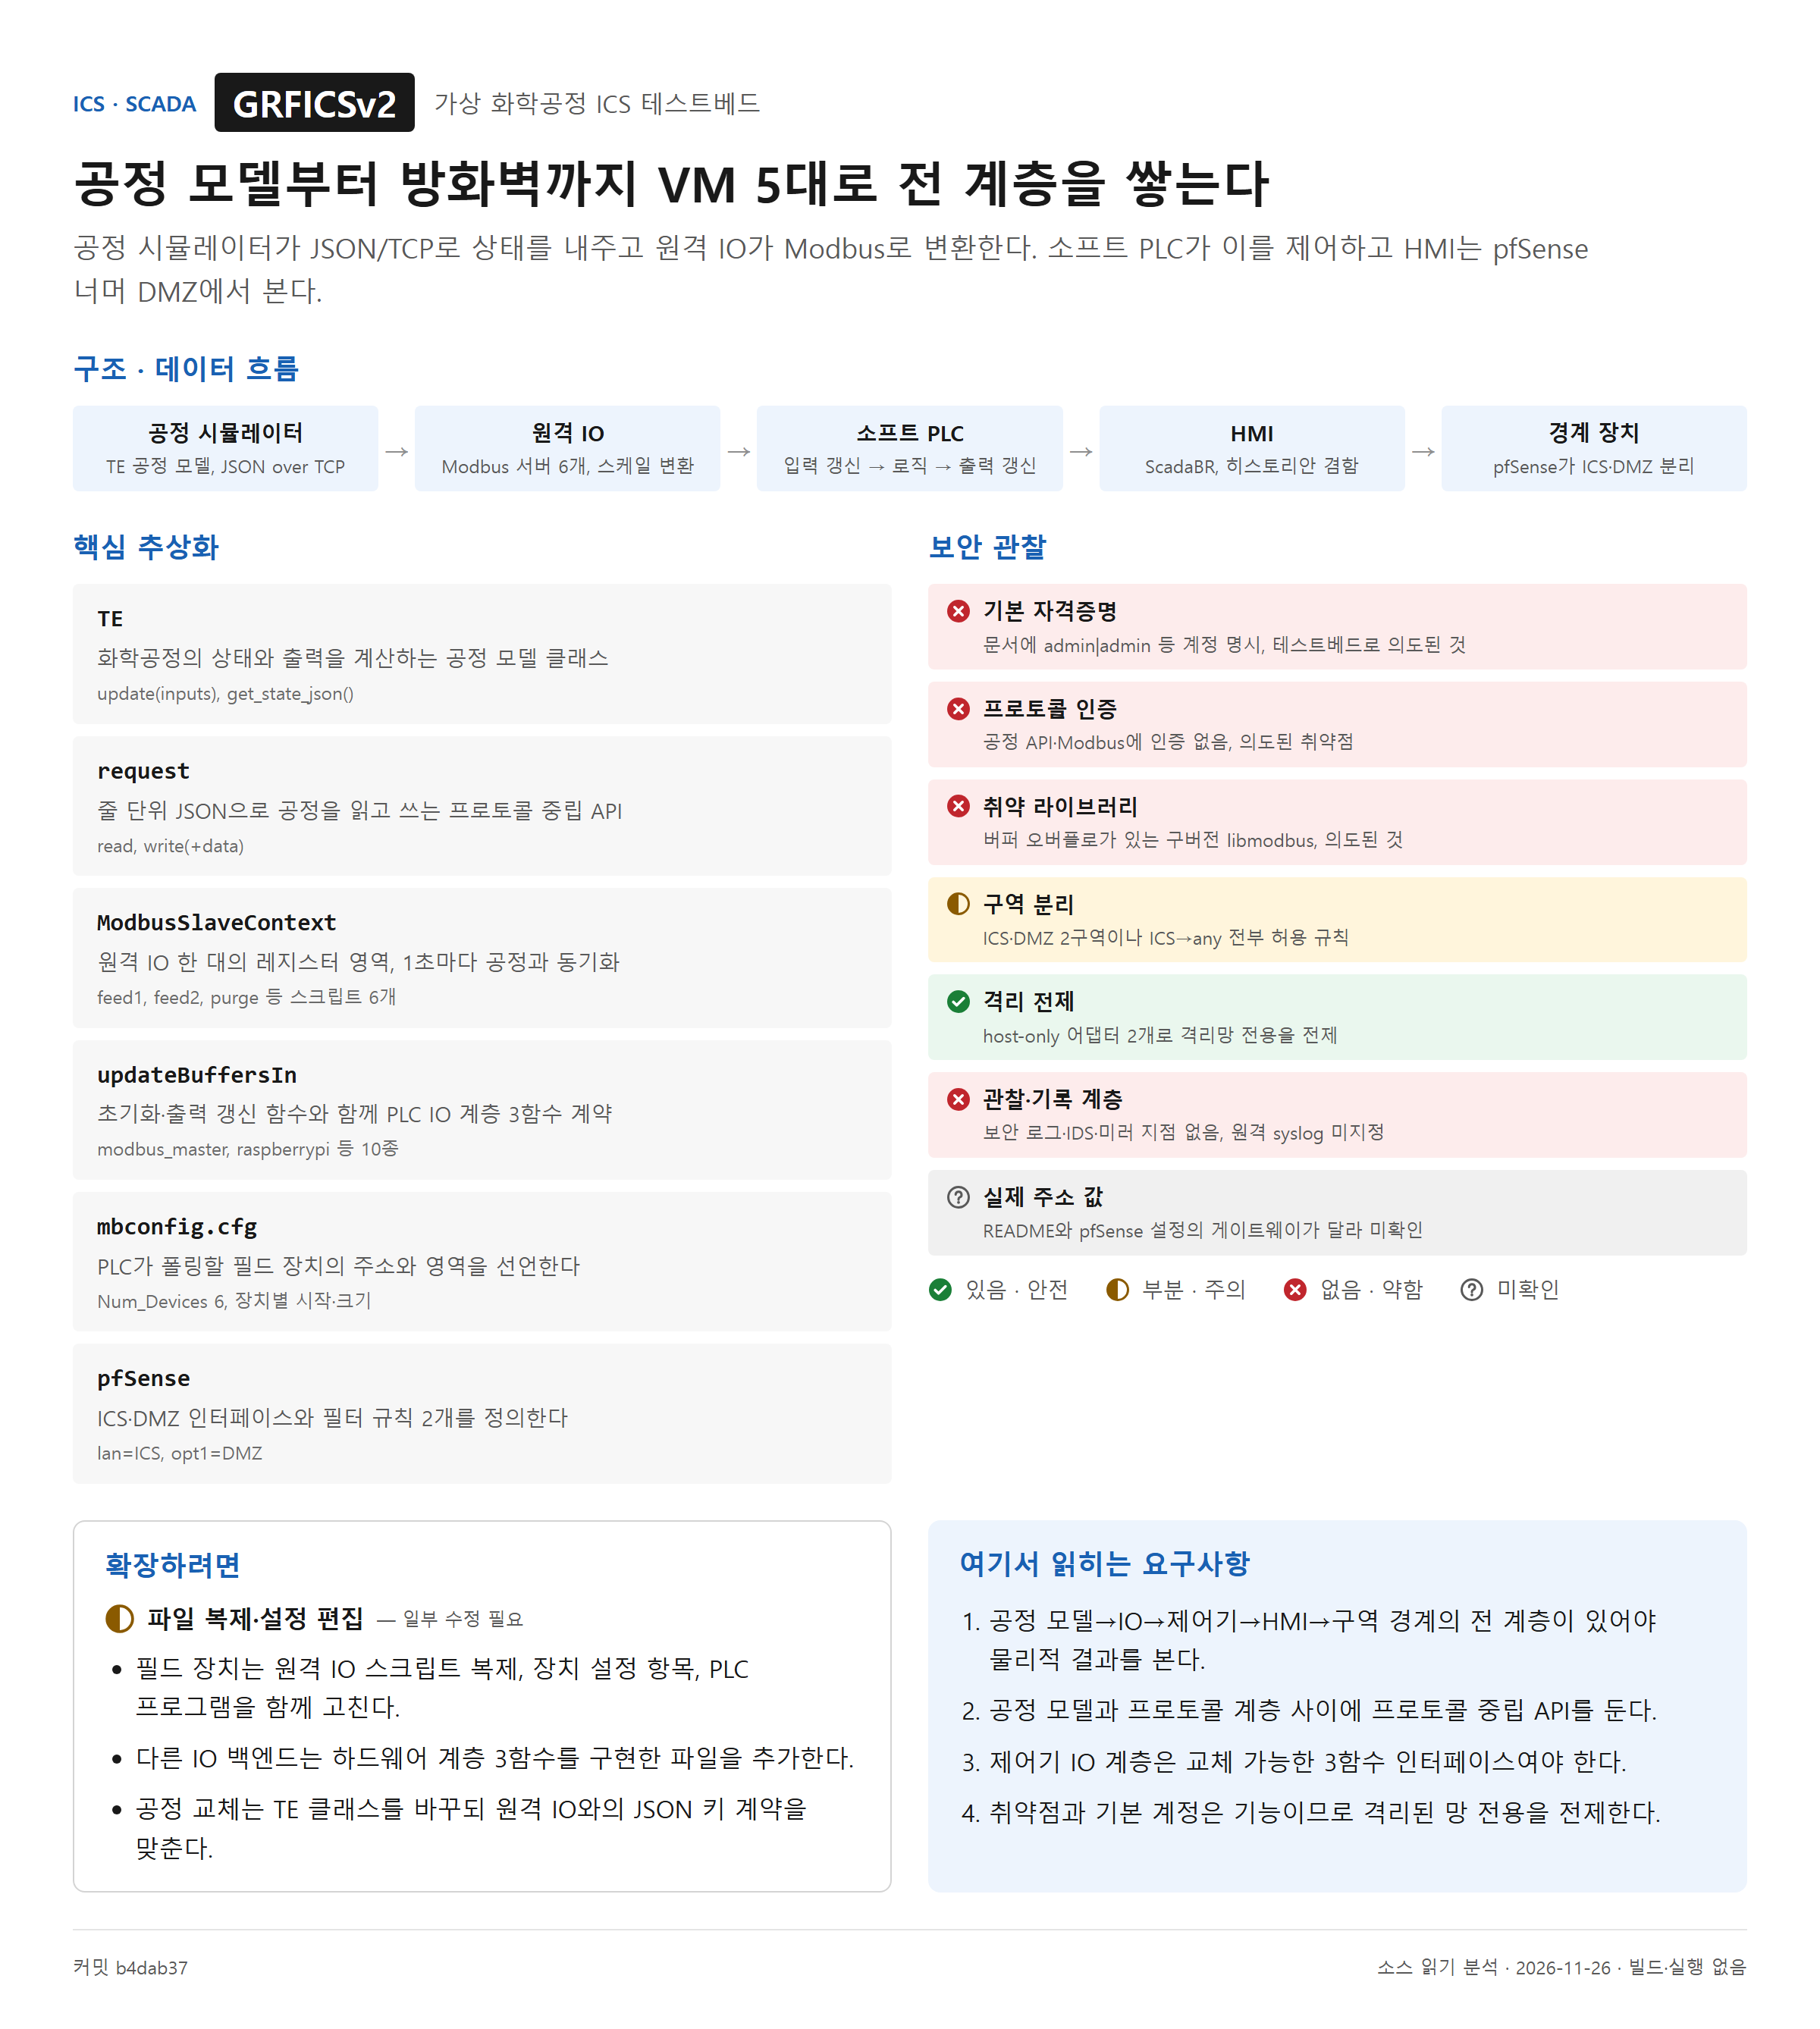 ICS · SCADA GRFICSv2 가상 화학공정 ICS 테스트베드
공정 모델부터 방화벽까지 VM 5대로 전 계층을 쌓는다
공정 시뮬레이터가 JSON/TCP로 상태를 내주고 원격 IO가 Modbus로 변환한다. 소프트 PLC가 이를 제어하고 HMI는 pfSense
너머 DMZ에서 본다.
구조 · 데이터 흐름
공정 시뮬레이터
TE 공정 모델, JSON over TCP
→
원격 IO
Modbus 서버 6개, 스케일 변환
→
소프트 PLC
입력 갱신 → 로직 → 출력 갱신
→
HMI
ScadaBR, 히스토리안 겸함
→
경계 장치
pfSense가 ICS·DMZ 분리
핵심 추상화
TE
화학공정의 상태와 출력을 계산하는 공정 모델 클래스
update(inputs), get_state_json()
request
줄 단위 JSON으로 공정을 읽고 쓰는 프로토콜 중립 API
read, write(+data)
ModbusSlaveContext
원격 IO 한 대의 레지스터 영역, 1초마다 공정과 동기화
feed1, feed2, purge 등 스크립트 6개
updateBuffersIn
초기화·출력 갱신 함수와 함께 PLC IO 계층 3함수 계약
modbus_master, raspberrypi 등 10종
mbconfig.cfg
PLC가 폴링할 필드 장치의 주소와 영역을 선언한다
Num_Devices 6, 장치별 시작·크기
pfSense
ICS·DMZ 인터페이스와 필터 규칙 2개를 정의한다
lan=ICS, opt1=DMZ
보안 관찰
기본 자격증명
문서에 admin|admin 등 계정 명시, 테스트베드로 의도된 것
프로토콜 인증
공정 API·Modbus에 인증 없음, 의도된 취약점
취약 라이브러리
버퍼 오버플로가 있는 구버전 libmodbus, 의도된 것
구역 분리
ICS·DMZ 2구역이나 ICS→any 전부 허용 규칙
격리 전제
host-only 어댑터 2개로 격리망 전용을 전제
관찰·기록 계층
보안 로그·IDS·미러 지점 없음, 원격 syslog 미지정
실제 주소 값
README와 pfSense 설정의 게이트웨이가 달라 미확인
있음 · 안전 부분 · 주의 없음 · 약함 미확인
확장하려면
파일 복제·설정 편집 — 일부 수정 필요
• 필드 장치는 원격 IO 스크립트 복제, 장치 설정 항목, PLC
프로그램을 함께 고친다.
• 다른 IO 백엔드는 하드웨어 계층 3함수를 구현한 파일을 추가한다.
• 공정 교체는 TE 클래스를 바꾸되 원격 IO와의 JSON 키 계약을
맞춘다.
여기서 읽히는 요구사항
1. 공정 모델→IO→제어기→HMI→구역 경계의 전 계층이 있어야
물리적 결과를 본다.
2. 공정 모델과 프로토콜 계층 사이에 프로토콜 중립 API를 둔다.
3. 제어기 IO 계층은 교체 가능한 3함수 인터페이스여야 한다.
4. 취약점과 기본 계정은 기능이므로 격리된 망 전용을 전제한다.
커밋 b4dab37
소스 읽기 분석 · 2026-11-26 · 빌드·실행 없음